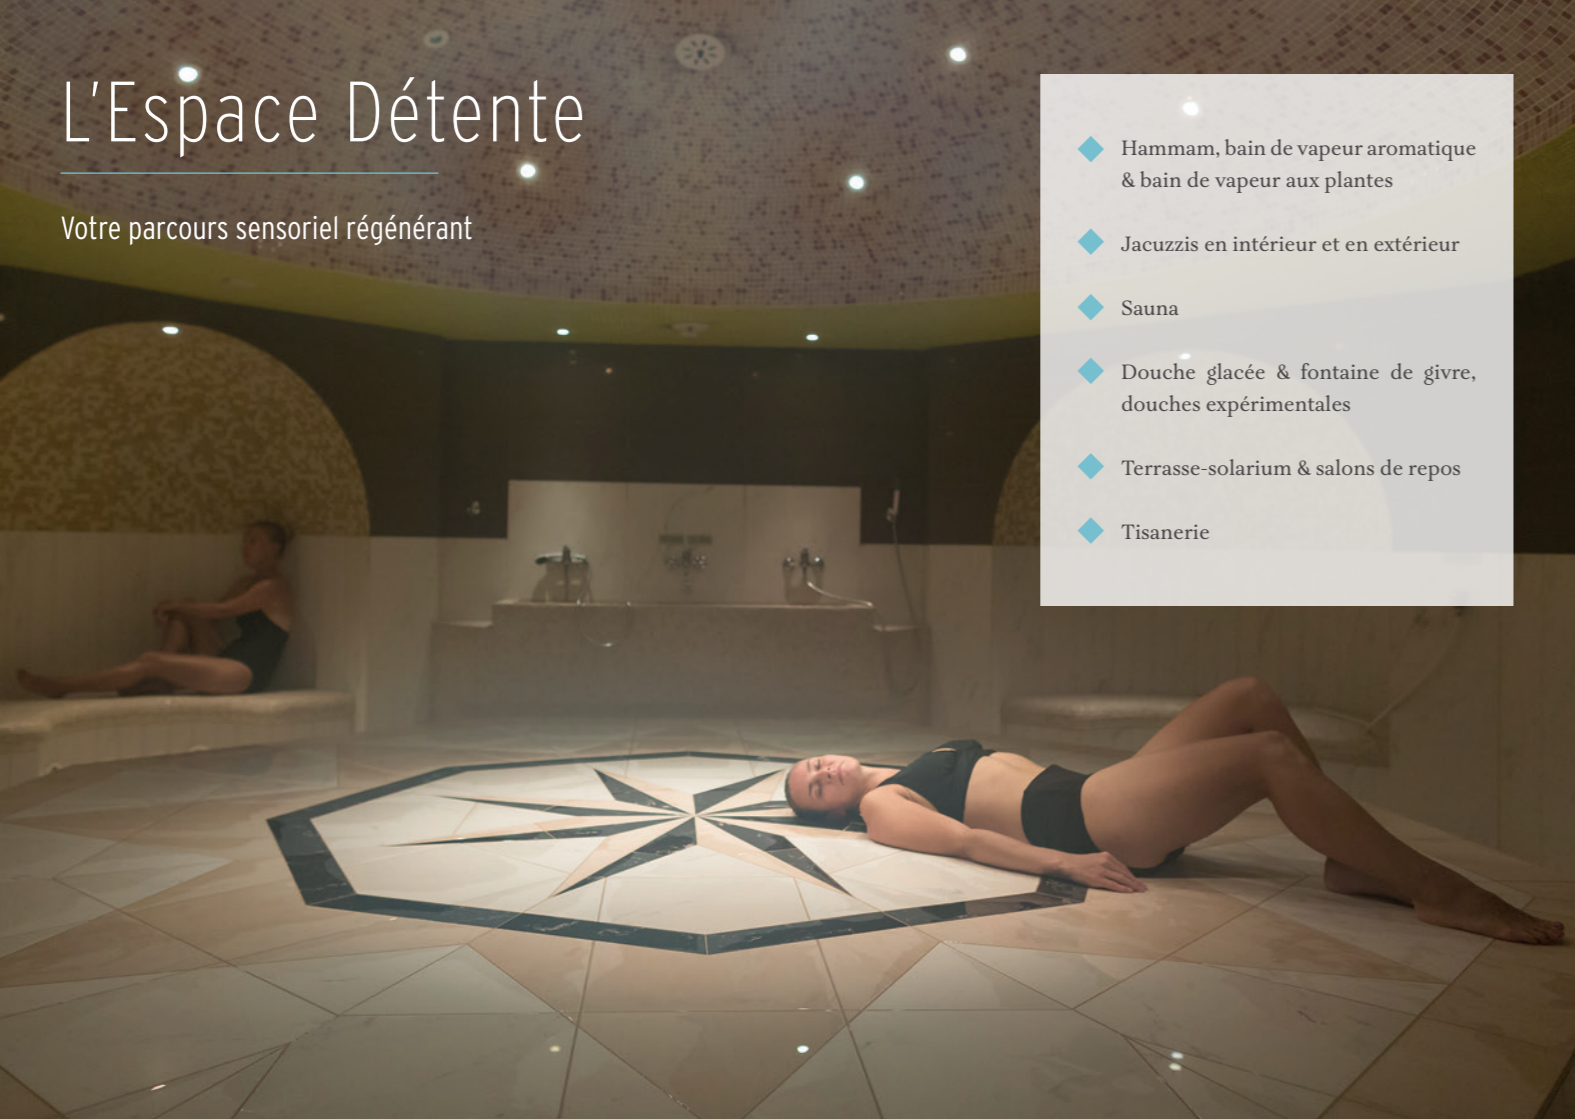 L'Espace Détente
Votre parcours sensoriel régénérant
Hammam, bain de vapeur aromatique
& bain de vapeur aux plantes
Jacuzzis en intérieur et en extérieur
Sauna
Douche glacée & fontaine de givre,
douches expérimentales
Terrasse-solarium & salons de repos
Tisanerie